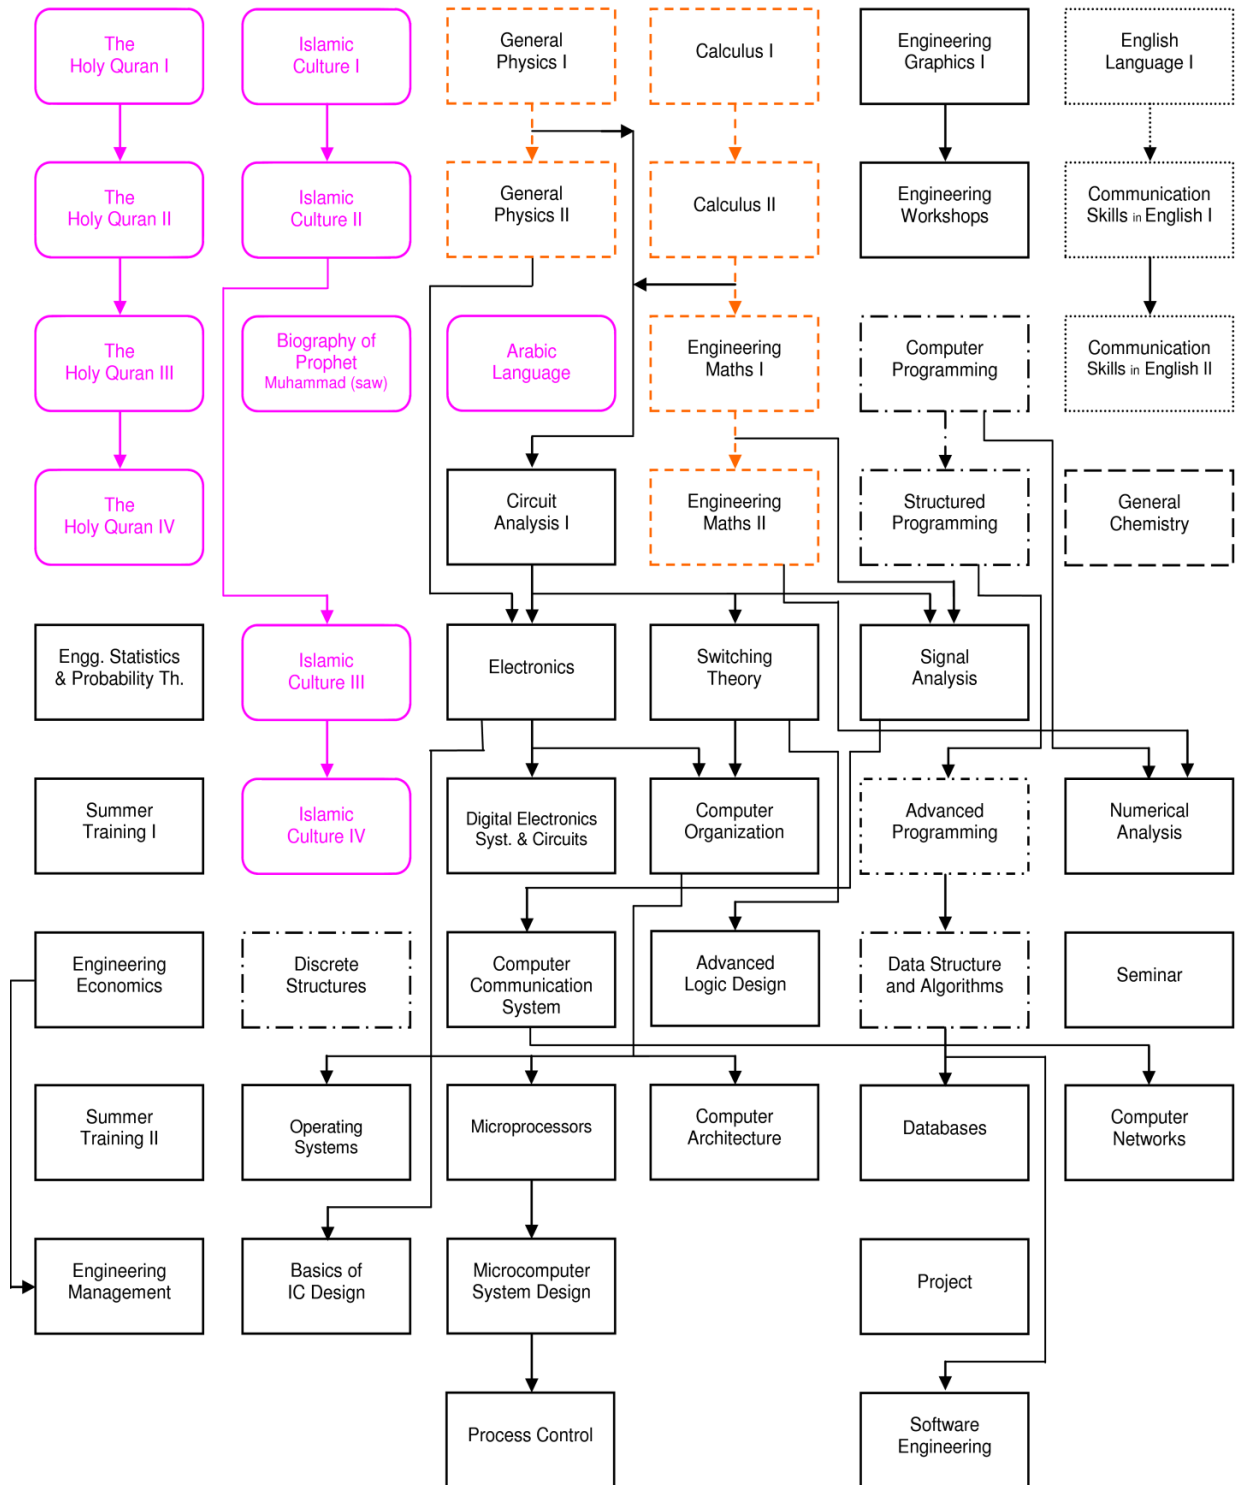 The
Holy Quran I
Islamic
Culture I
General
Physics I
Calculus I
Engineering
Graphics I
English
Language I
The
Holy Quran II
Islamic
Culture II
General
Physics II
Calculus II
Engineering
Workshops
Communication
Skills in English I
The
Holy Quran III
Biography of
Prophet
Muhammad (saw)
Arabic
Language
Engineering
Maths I
Computer
Programming
Communication
Skills in English II
The
Holy Quran IV
Circuit
Analysis I
Engineering
Maths II
Structured
Programming
General
Chemistry
Engg. Statistics
& Probability Th.
Islamic
Culture III
Electronics
Switching
Theory
Signal
Analysis
Summer
Training I
Islamic
Culture IV
Digital Electronics
Syst. & Circuits
Computer
Organization
Advanced
Programming
Numerical
Analysis
Engineering
Economics
Discrete
Structures
Computer
Communication
System
Advanced
Logic Design
Data Structure
and Algorithms
Seminar
Summer
Training II
Operating
Systems
Microprocessors
Computer
Architecture
Databases
Computer
Networks
Engineering
Management
Basics of
IC Design
Microcomputer
System Design
Project
Process Control
Software
Engineering